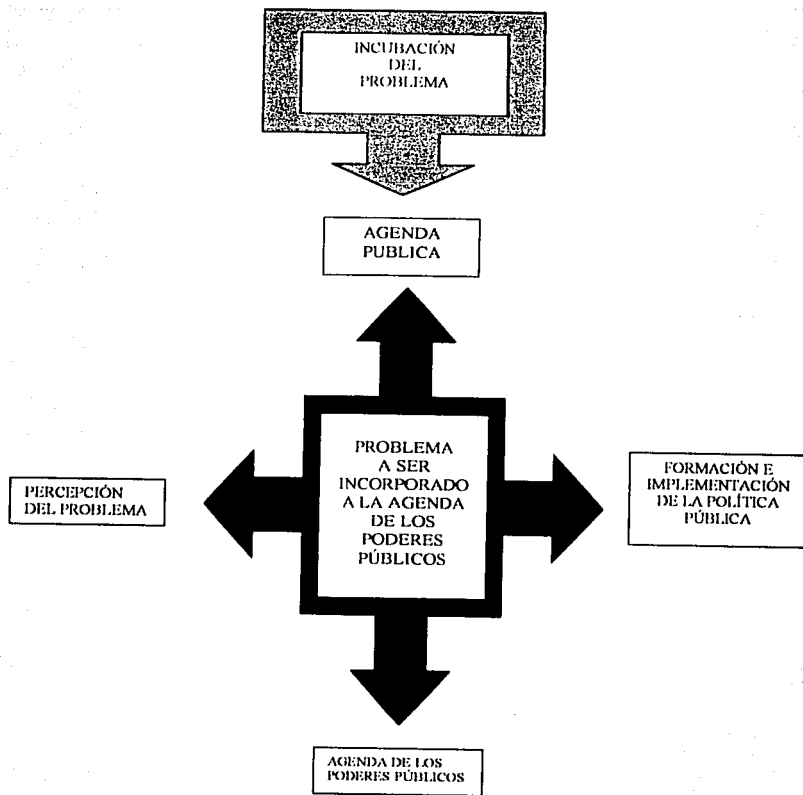 INCUBACIÓN
DEL
PROBLEMA
AGENDA
PUBLICA
PROBLEMA
A SER
INCORPORADO
A LA AGENDA
DE LOS
PODERES
PÚBLICOS
PERCEPCIÓN
DEL PROBLEMA
FORMACIÓN E
IMPLEMENTACIÓN
DE LA POLÍTICA
PÚBLICA
AGENDA DE LOS
PODERES PÚBLICOS